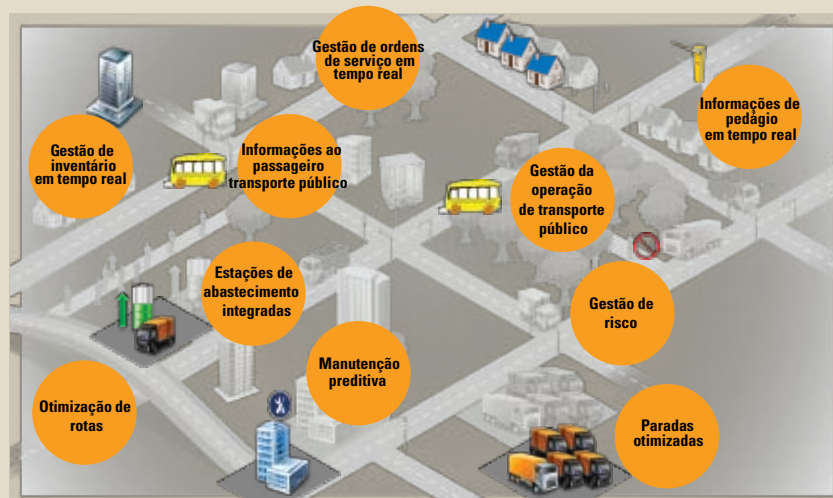 Gestão de ordens
de serviço em
tempo real
Informações de
pedágio
em tempo real
Gestão de
inventário
em tempo real
Informações ao
passageiro
transporte público
Gestão da
operação
de transporte
público
Estações de
abastecimento
integradas
Gestão de
risco
Manutenção
preditiva
Otimização de
rotas
Paradas
otimizadas